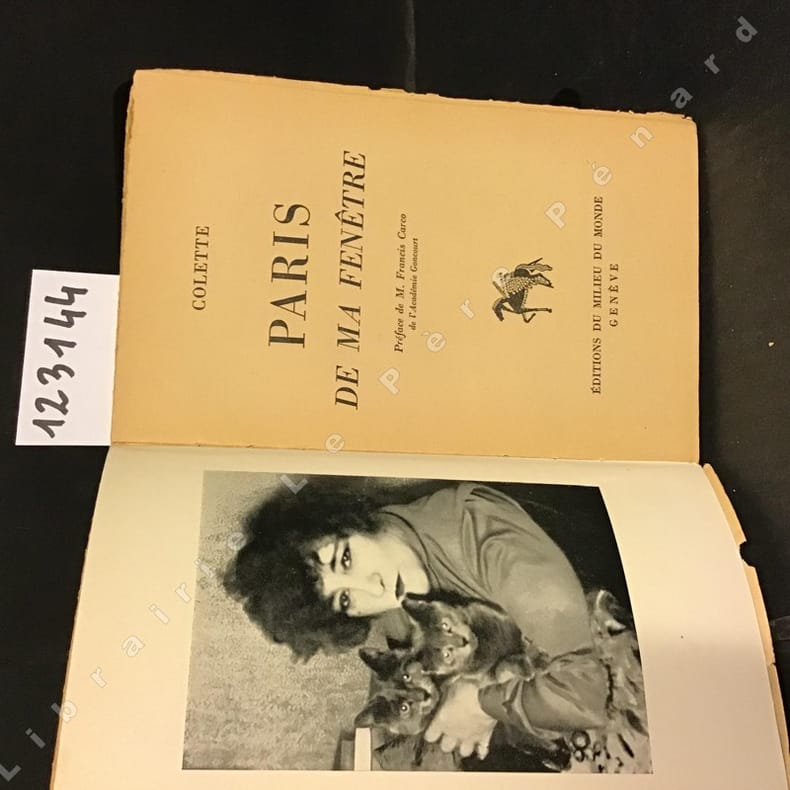 COLETTE
PARIS
DE MA FENÊTRE
Préface de M. Francis Carco
de l'Académie Goncourt
ÉDITIONS DU MILIEU DU MONDE
GENÈVE
123144
Librairie Le Père Pénard